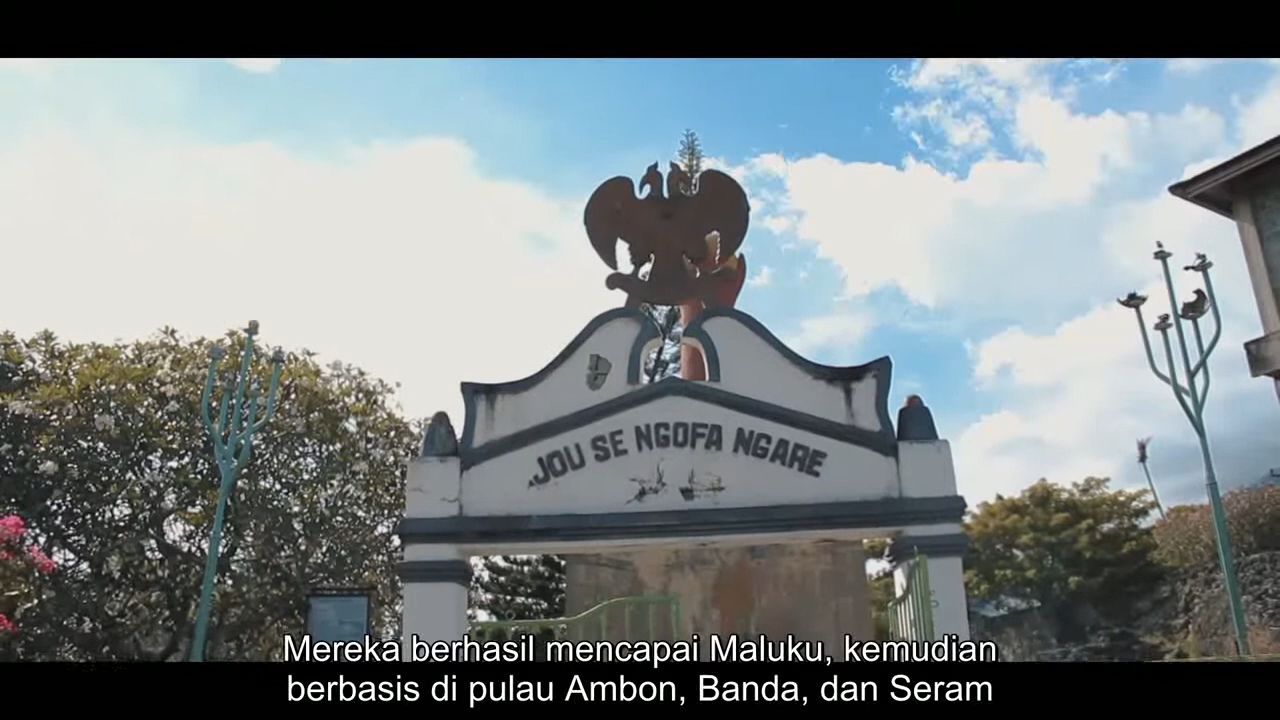 JOU SE NGOFA NGARE
Mereka berhasil mencapai Maluku, kemudian
berbasis di pulau Ambon, Banda, dan Seram